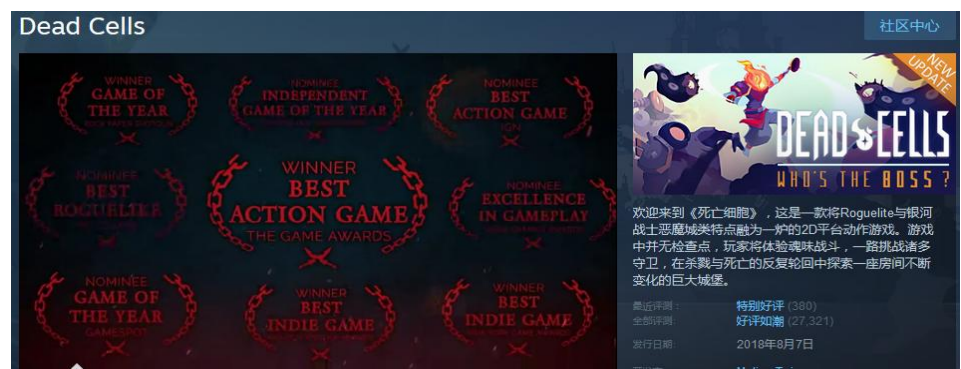 Dead Cells
社区中心
WINNER
GAME OF
THE YEAR
NOMINEE
INDEPENDENT
GAME OF THE YEAR
NOMINEE
BEST
ACTION GAME
IGN
NOMINEE
BEST
ROGUELIKE
WINNER
BEST
ACTION GAME
THE GAME AWARDS
NOMINEE
EXCELLENCE
IN GAMEPLAY
NOMINEE
GAME OF
THE YEAR
GAMESPOT
WINNER
BEST
INDIE GAME
WINNER
BEST
INDIE GAME
NEW
UPDATE
DEAD CELLS
WHO'S THE BOSS ?
欢迎来到《死亡细胞》，这是一款将Roguelite与银河
战士恶魔城类特点融为一炉的2D平台动作游戏。游戏
中并无检查点，玩家将体验魂味战斗，一路挑战诸多
守卫，在杀戮与死亡的反复轮回中探索一座房间不断
变化的巨大城堡。
最近评测： 特别好评 (380)
全部评测： 好评如潮 (27,321)
发行日期： 2018年8月7日